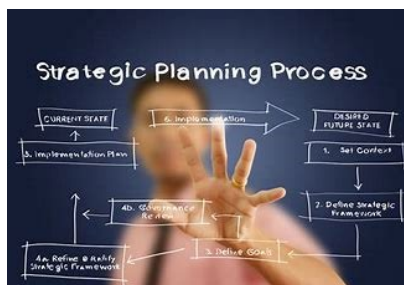 Strategic Planning Process
CURRENT STATE
6. Implementation
DESIRED
FUTURE STATE
5. Implementation Plan
1. Set Context
4b. Governance
Review
2. Define Strategic
Framework
4a. Refine & Ratify
Strategic Framework
3. Define Goals